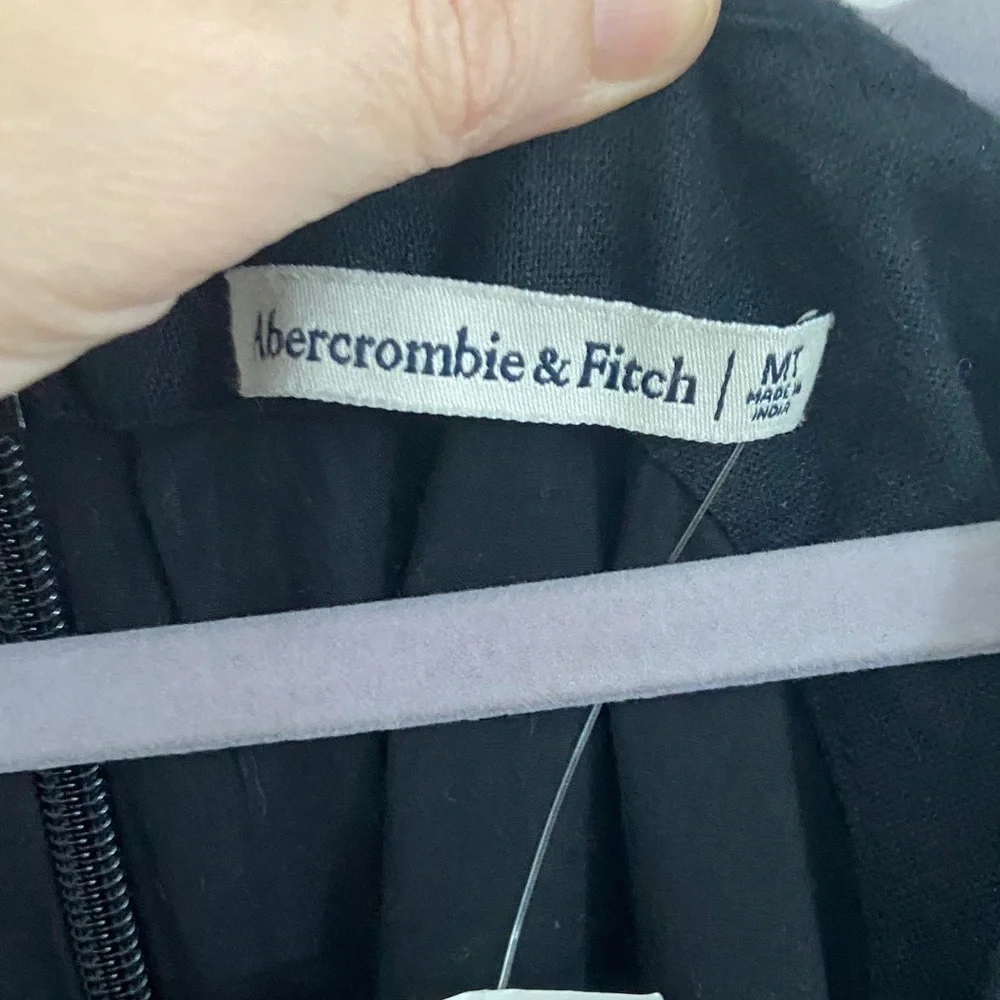 Abercrombie & Fitch | MT
MADE IN
INDIA